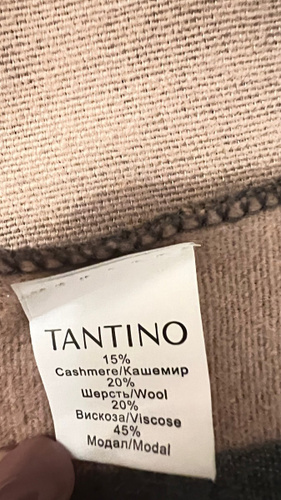 TANTINO
15%
Cashmere/Кашемир
20%
Шерсть/Wool
20%
Вискоза/Viscose
45%
Модал/Modal